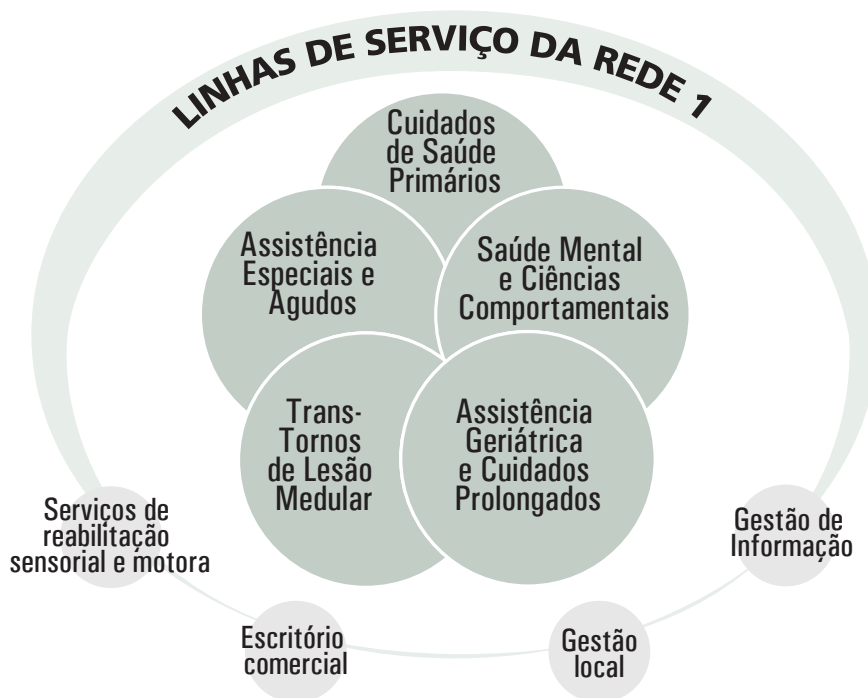 LINHAS DE SERVIÇO DA REDE 1
Cuidados
de Saúde
Primários
Assistência
Especiais e
Agudos
Saúde Mental
e Ciências
Comportamentais
Trans-
Tornos
de Lesão
Medular
Assistência
Geriátrica
e Cuidados
Prolongados
Serviços de
reabilitação
sensorial e motora
Escritório
comercial
Gestão
local
Gestão de
Informação